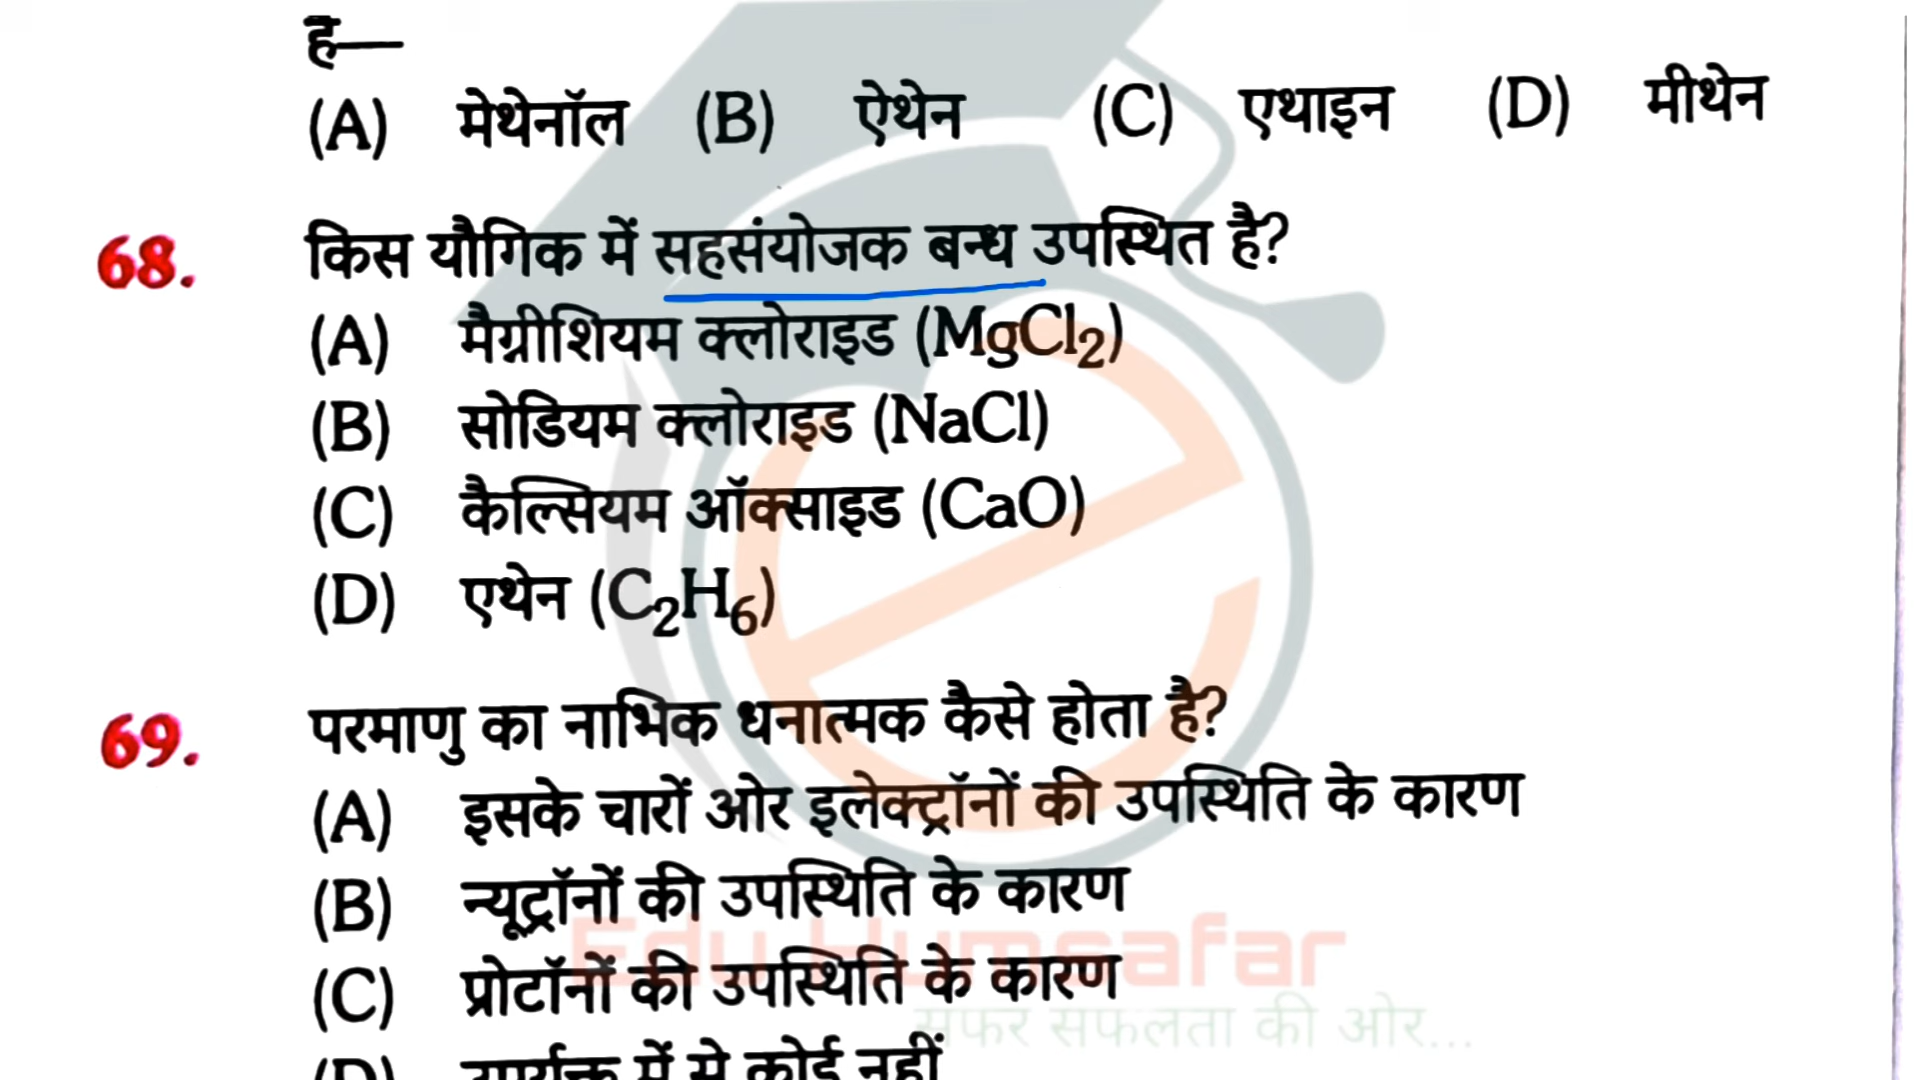 है—
(A) मेथेनॉल (B) ऐथेन (C) एथाइन (D) मीथेन
68. किस यौगिक में सहसंयोजक बन्ध उपस्थित है?
(A) मैग्नीशियम क्लोराइड (MgCl₂)
(B) सोडियम क्लोराइड (NaCl)
(C) कैल्सियम ऑक्साइड (CaO)
(D) एथेन (C₂H₆)
69. परमाणु का नाभिक धनात्मक कैसे होता है?
(A) इसके चारों ओर इलेक्ट्रॉनों की उपस्थिति के कारण
(B) न्यूट्रॉनों की उपस्थिति के कारण
Edu Humsafar
(C) प्रोटॉनों की उपस्थिति के कारण
सफर सफलता की ओर...
(D) उपर्युक्त में से कोई नहीं